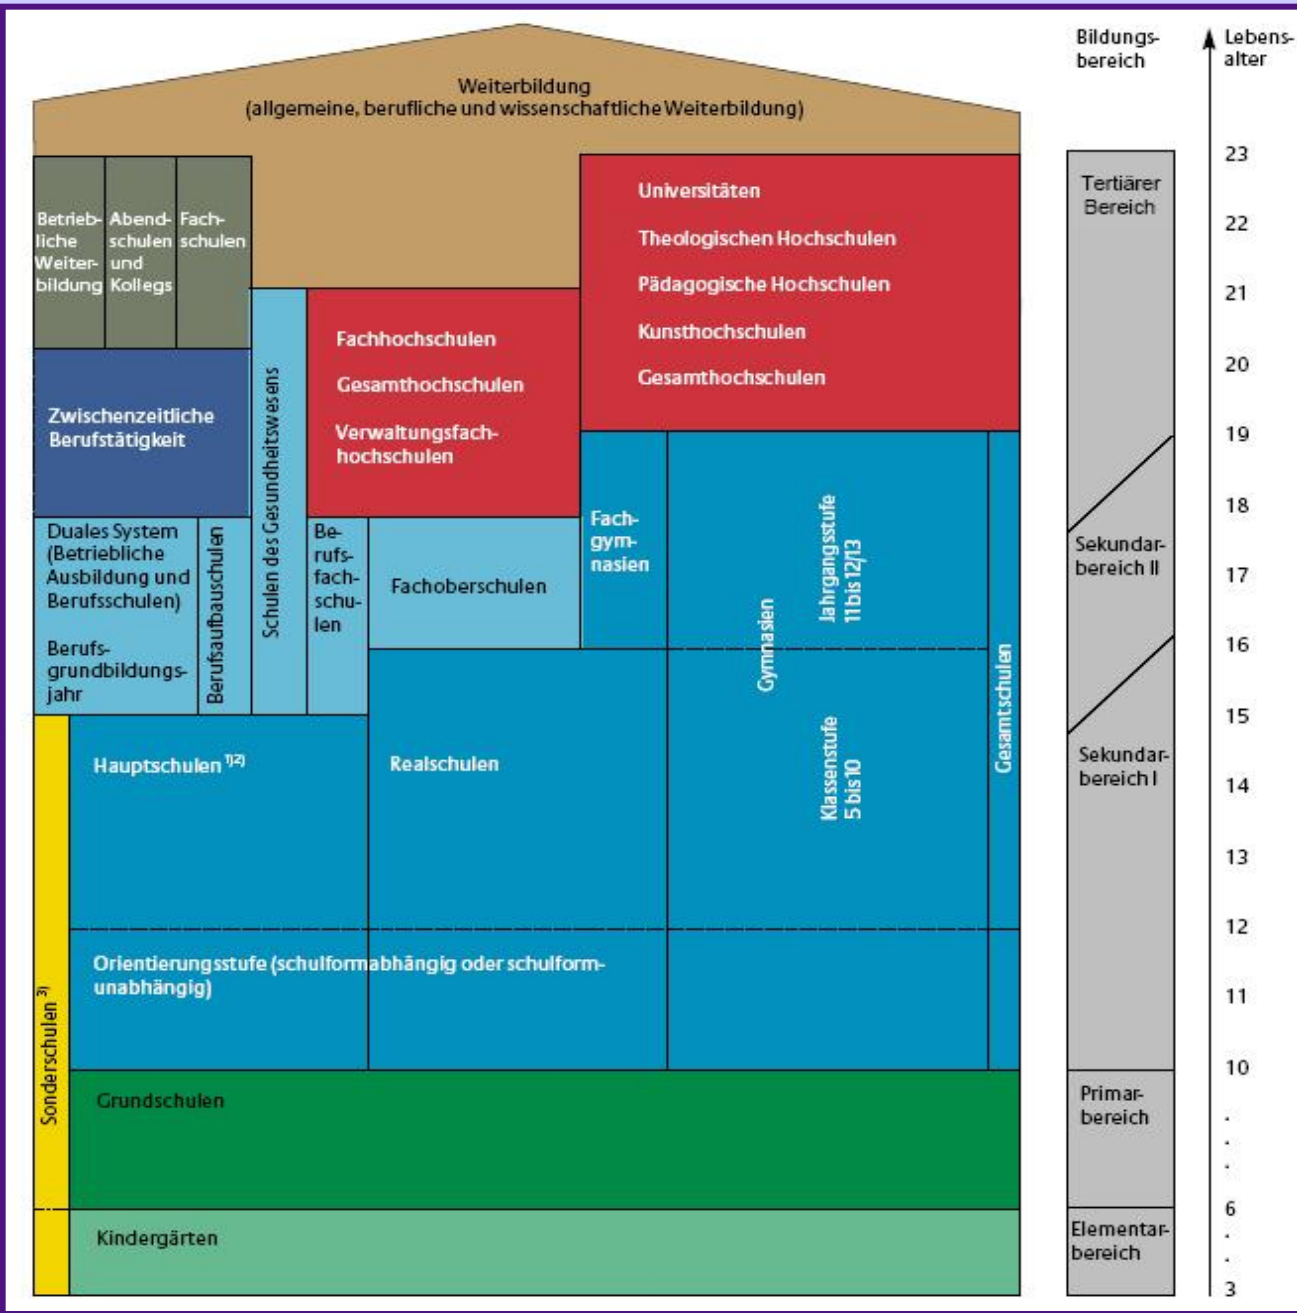 Weiterbildung
(allgemeine, berufliche und wissenschaftliche Weiterbildung)
Bildungs-
bereich
Lebens-
alter
Betrieb-
liche
Weiter-
bildung
Abend-
schulen
und
Kollegs
Fach-
schulen
Universitäten
Theologischen Hochschulen
Pädagogische Hochschulen
Kunsthochschulen
Gesamthochschulen
Fachhochschulen
Gesamthochschulen
Verwaltungsfach-
hochschulen
Zwischenzeitliche
Berufstätigkeit
Schulen des Gesundheitswesens
Duales System
(Betriebliche
Ausbildung und
Berufsschulen)
Berufs-
grundbildungs-
jahr
Berufsaufbauschulen
Be-
rufs-
fach-
schu-
len
Fachoberschulen
Fach-
gym-
nasien
Gymnasien
Jahrgangsstufe
11 bis 12/13
Klassenstufe
5 bis 10
Gesamtschulen
Hauptschulen 1)2)
Realschulen
Orientierungsstufe (schulformabhängig oder schulform-
unabhängig)
Sonderschulen 3)
Grundschulen
Kindergärten
Tertiärer
Bereich
Sekundar-
bereich II
Sekundar-
bereich I
Primar-
bereich
Elementar-
bereich
23
22
21
20
19
18
17
16
15
14
13
12
11
10
.
.
.
6
.
.
3